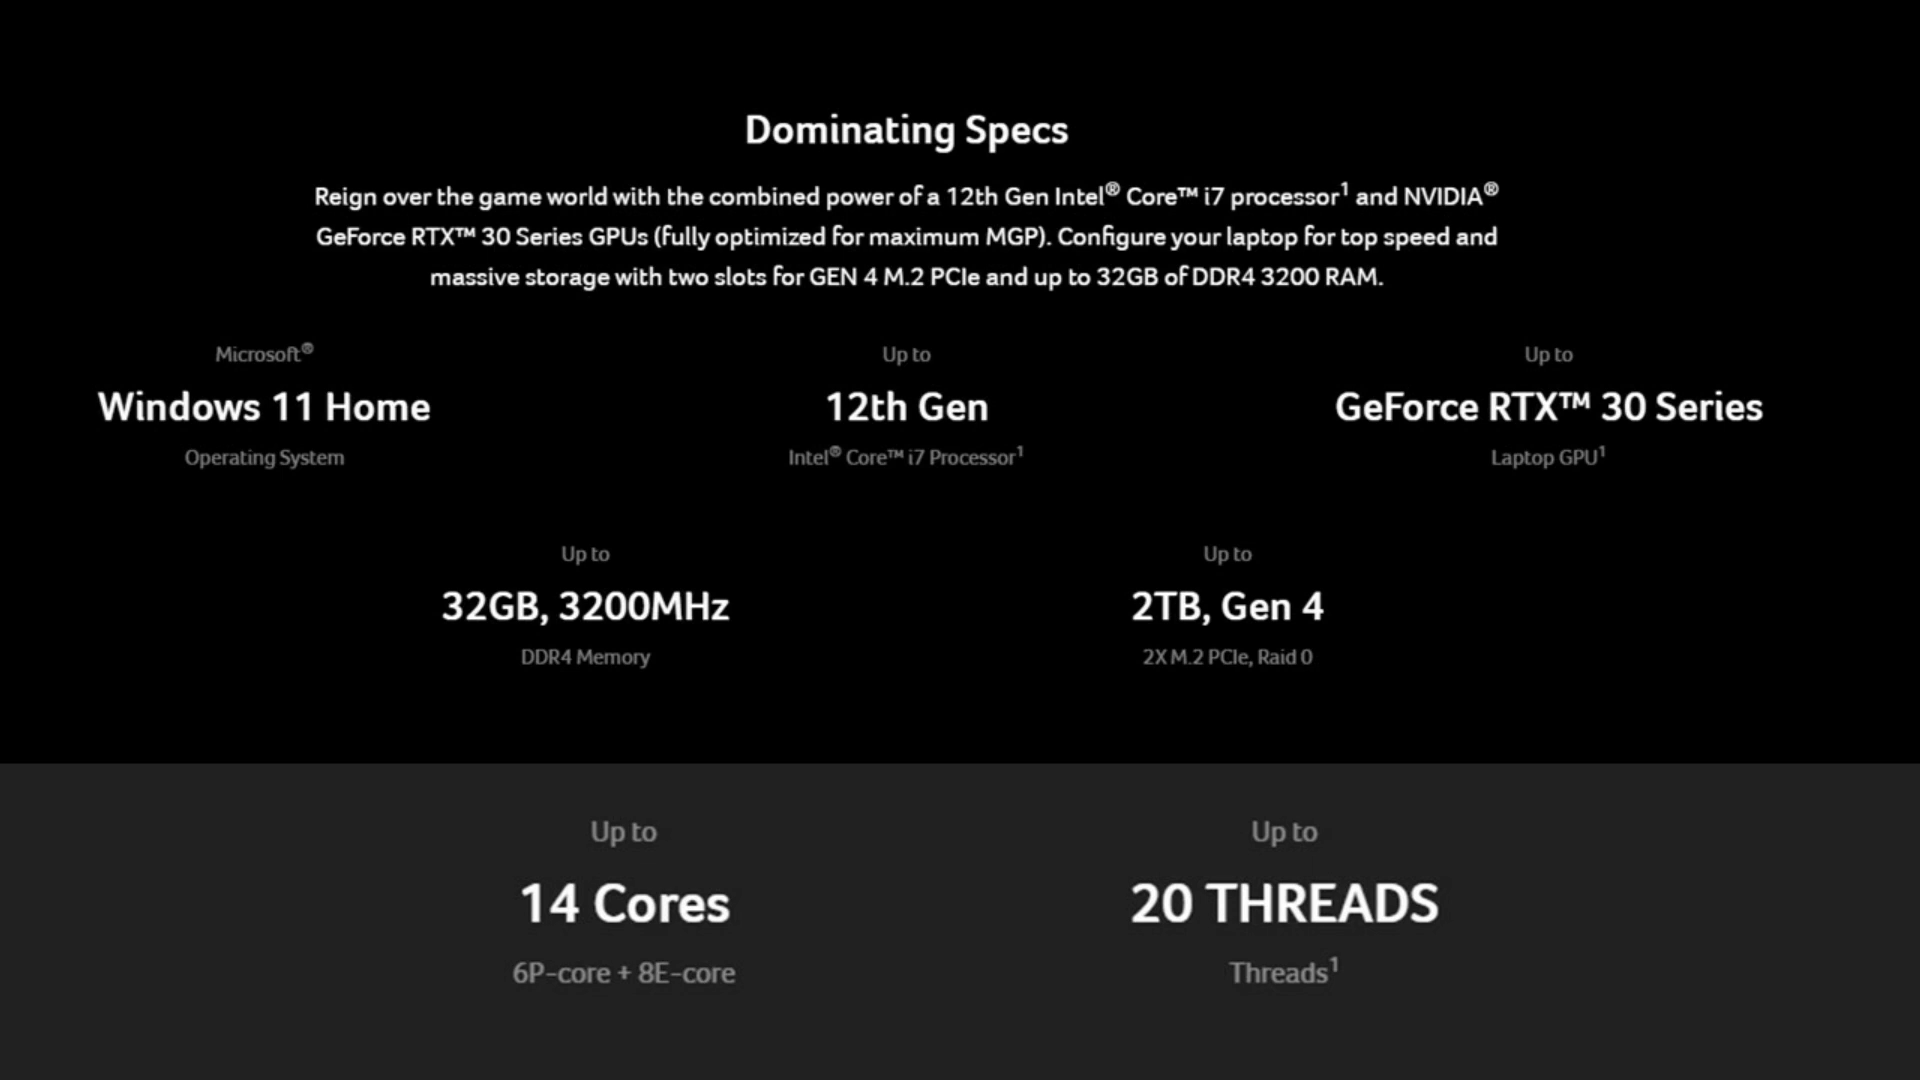 Dominating Specs
Reign over the game world with the combined power of a 12th Gen Intel® Core™ i7 processor¹ and NVIDIA®
GeForce RTX™ 30 Series GPUs (fully optimized for maximum MGP). Configure your laptop for top speed and
massive storage with two slots for GEN 4 M.2 PCIe and up to 32GB of DDR4 3200 RAM.
Microsoft®
Windows 11 Home
Operating System
Up to
12th Gen
Intel® Core™ i7 Processor¹
Up to
GeForce RTX™ 30 Series
Laptop GPU¹
Up to
32GB, 3200MHz
DDR4 Memory
Up to
2TB, Gen 4
2X M.2 PCIe, Raid 0
Up to
14 Cores
6P-core + 8E-core
Up to
20 THREADS
Threads¹